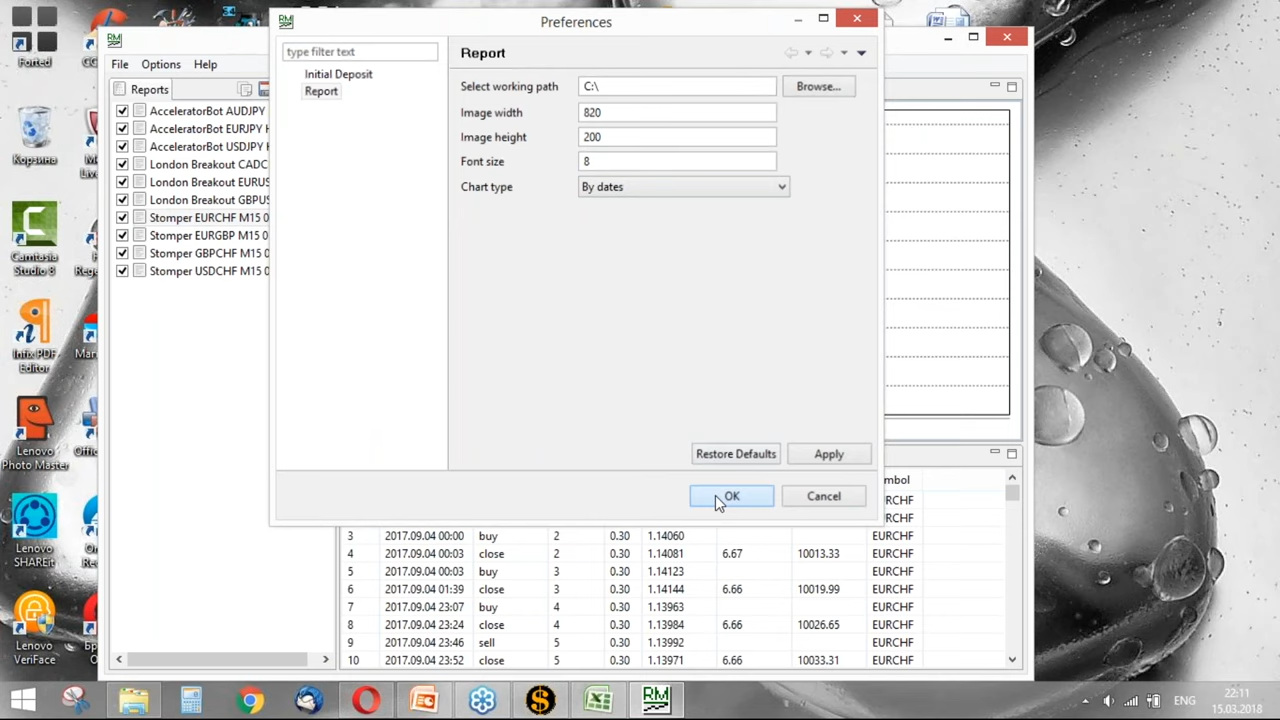 Forted
GC
Корзина
Live
Camtasia
Studio 8
Rege
Infix PDF
Editor
Mar
Lenovo
Photo Master
Offic
Lenovo
SHAREit
Lenovo
VeriFace
RM
File Options Help
Reports
AcceleratorBot AUDJPY
AcceleratorBot EURJPY H
AcceleratorBot USDJPY H
London Breakout CADC
London Breakout EURUS
London Breakout GBPUS
Stomper EURCHF M15 0
Stomper EURGBP M15 0
Stomper GBPCHF M15 0
Stomper USDCHF M15 0
RM Preferences
type filter text
Initial Deposit
Report
Report
Select working path C:\ Browse...
Image width 820
Image height 200
Font size 8
Chart type By dates
Restore Defaults Apply
OK Cancel
mbol
RCHF
RCHF
3 2017.09.04 00:00 buy 2 0.30 1.14060 EURCHF
4 2017.09.04 00:03 close 2 0.30 1.14081 6.67 10013.33 EURCHF
5 2017.09.04 00:03 buy 3 0.30 1.14123 EURCHF
6 2017.09.04 01:39 close 3 0.30 1.14144 6.66 10019.99 EURCHF
7 2017.09.04 23:07 buy 4 0.30 1.13963 EURCHF
8 2017.09.04 23:24 close 4 0.30 1.13984 6.66 10026.65 EURCHF
9 2017.09.04 23:46 sell 5 0.30 1.13992 EURCHF
10 2017.09.04 23:52 close 5 0.30 1.13971 6.66 10033.31 EURCHF
RM
ENG
22:11
15.03.2018